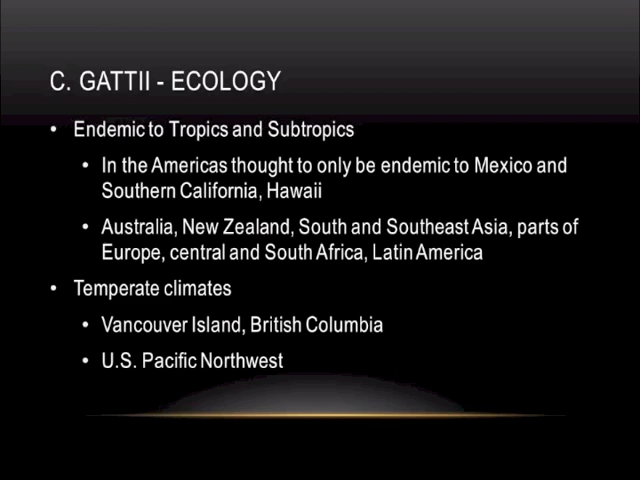 C. GATTII - ECOLOGY
• Endemic to Tropics and Subtropics
• In the Americas thought to only be endemic to Mexico and
Southern California, Hawaii
• Australia, New Zealand, South and Southeast Asia, parts of
Europe, central and South Africa, Latin America
• Temperate climates
• Vancouver Island, British Columbia
• U.S. Pacific Northwest